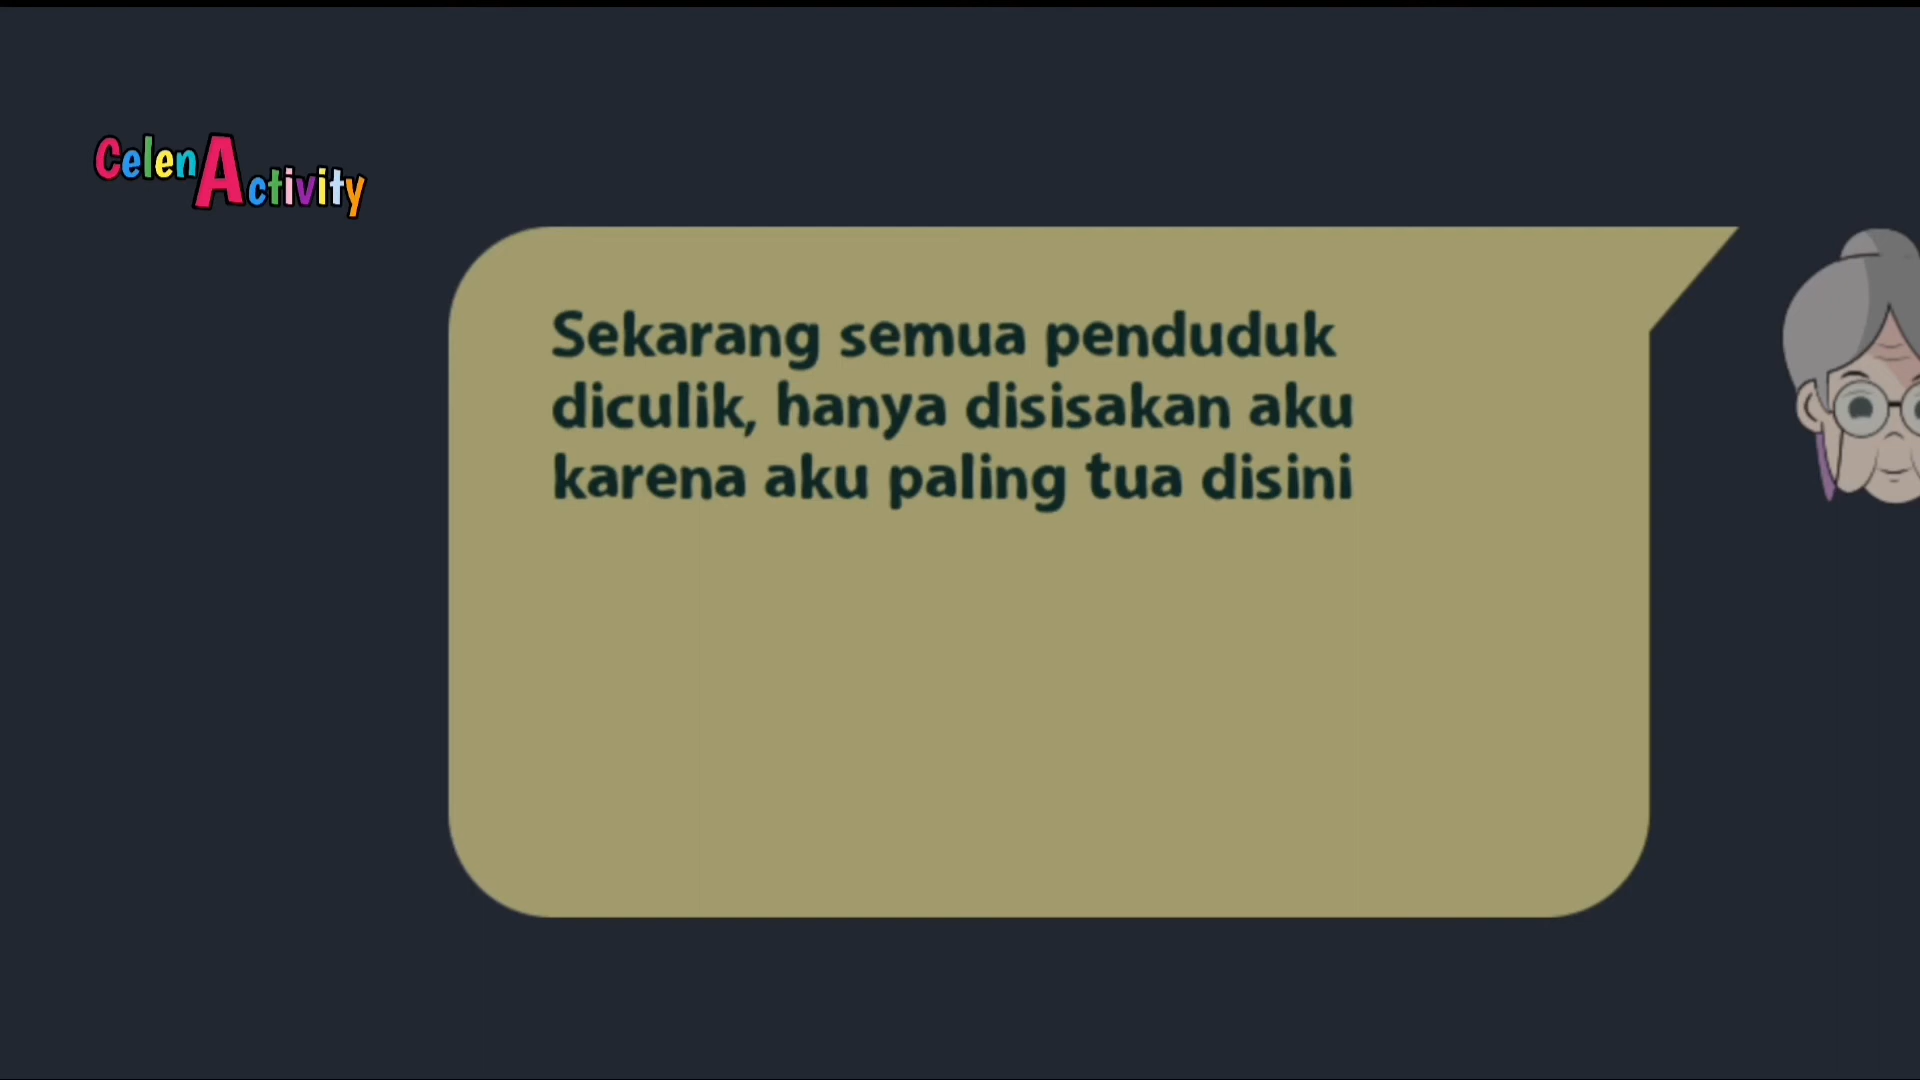 CelenActivity
Sekarang semua penduduk
diculik, hanya disisakan aku
karena aku paling tua disini